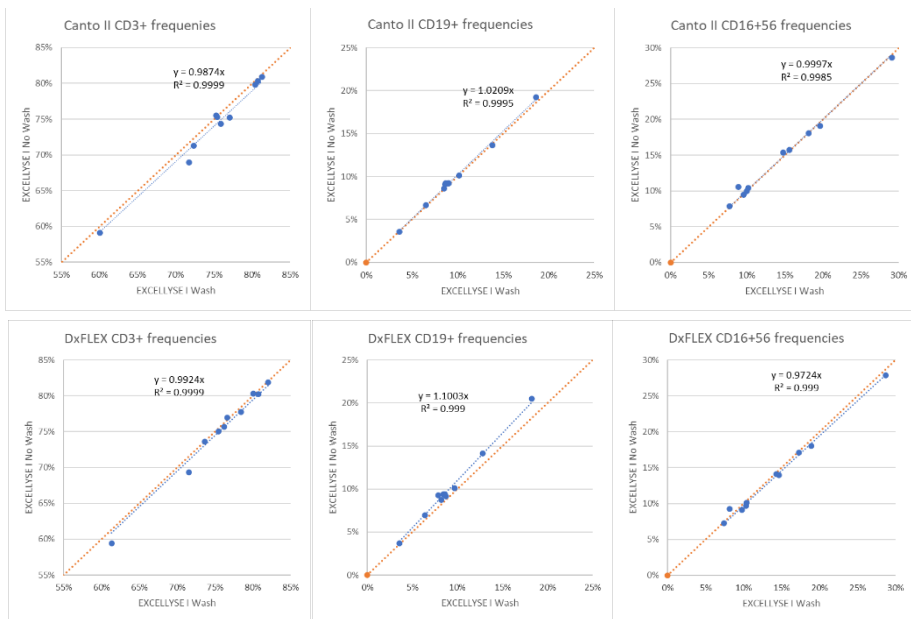 Canto II CD3+ frequenies
85%
80%
75%
70%
65%
60%
55%
55%
60%
65%
70%
75%
80%
85%
y = 0.9874x
R² = 0.9999
EXCELLYSE I No Wash
EXCELLYSE I Wash
Canto II CD19+ frequencies
25%
20%
15%
10%
5%
0%
0%
5%
10%
15%
20%
25%
y = 1.0209x
R² = 0.9995
EXCELLYSE I No Wash
EXCELLYSE I Wash
Canto II CD16+56 frequencies
30%
25%
20%
15%
10%
5%
0%
0%
5%
10%
15%
20%
25%
30%
y = 0.9997x
R² = 0.9985
EXCELLYSE I No Wash
EXCELLYSE I Wash
DxFLEX CD3+ frequencies
85%
80%
75%
70%
65%
60%
55%
55%
60%
65%
70%
75%
80%
85%
y = 0.9924x
R² = 0.9999
EXCELLYSE I No Wash
EXCELLYSE I Wash
DxFLEX CD19+ frequencies
25%
20%
15%
10%
5%
0%
0%
5%
10%
15%
20%
25%
y = 1.1003x
R² = 0.999
EXCELLYSE I No Wash
EXCELLYSE I Wash
DxFLEX CD16+56 frequencies
30%
25%
20%
15%
10%
5%
0%
0%
5%
10%
15%
20%
25%
30%
y = 0.9724x
R² = 0.999
EXCELLYSE I No Wash
EXCELLYSE I Wash